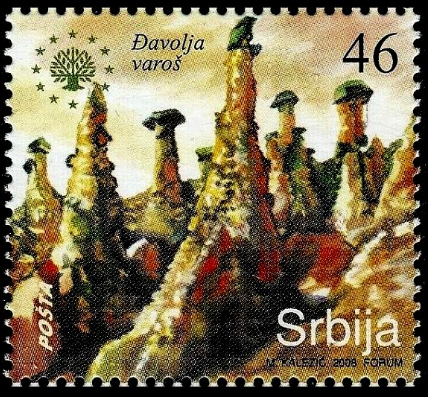 Đavolja
varoš
46
POŠTA
Srbija
M. KALEZIĆ, 2008 FORUM